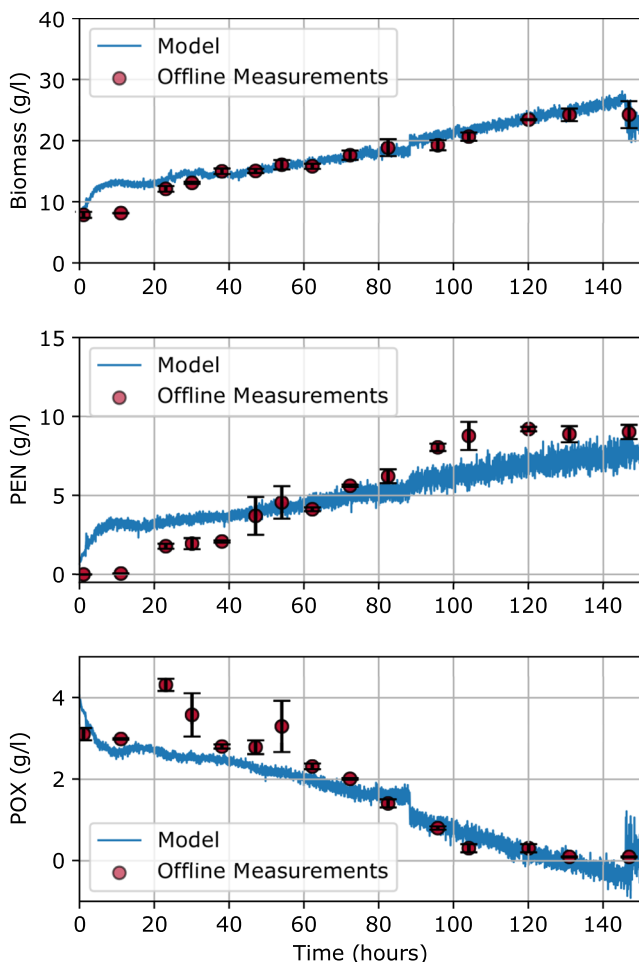 40
30
20
10
0
Biomass (g/l)
Model
Offline Measurements
0 20 40 60 80 100 120 140
15
10
5
0
PEN (g/l)
Model
Offline Measurements
0 20 40 60 80 100 120 140
4
2
0
POX (g/l)
Model
Offline Measurements
0 20 40 60 80 100 120 140
Time (hours)